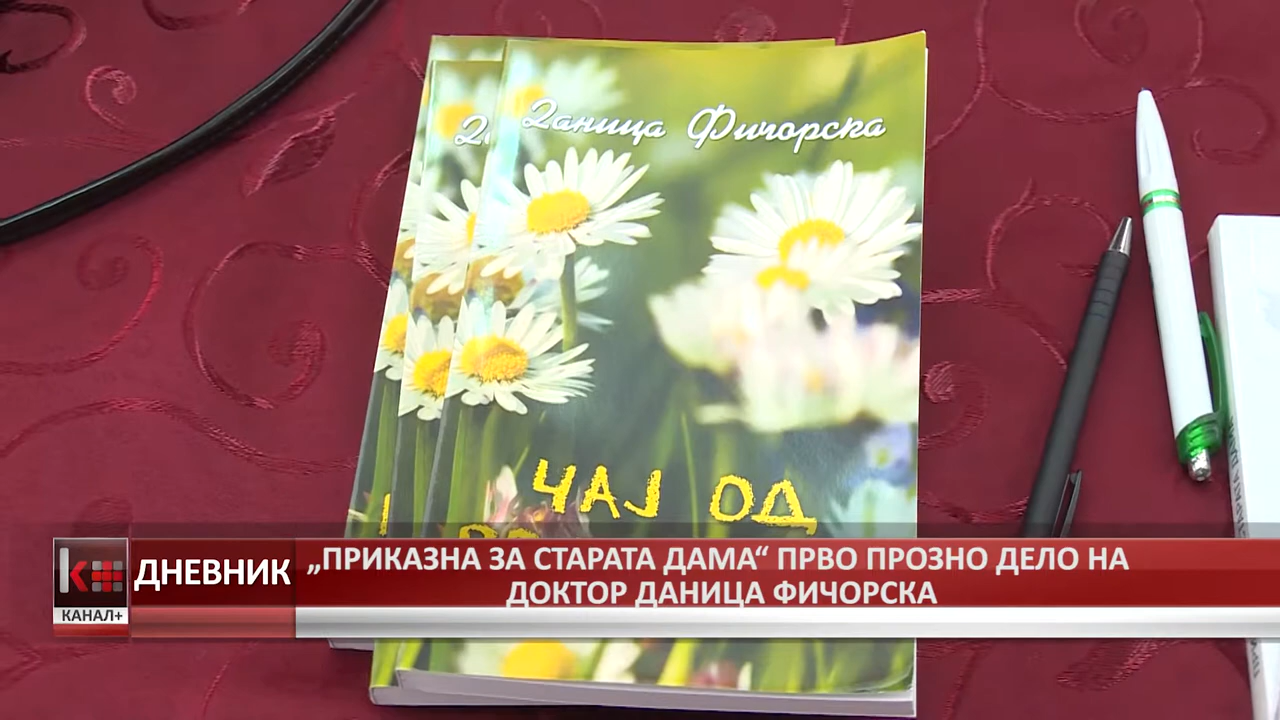 Даница Фичорска
ЧАЈ ОД
ДНЕВНИК
„ПРИКАЗНА ЗА СТАРАТА ДАМА“ ПРВО ПРОЗНО ДЕЛО НА
ДОКТОР ДАНИЦА ФИЧОРСКА
КАНАЛ+